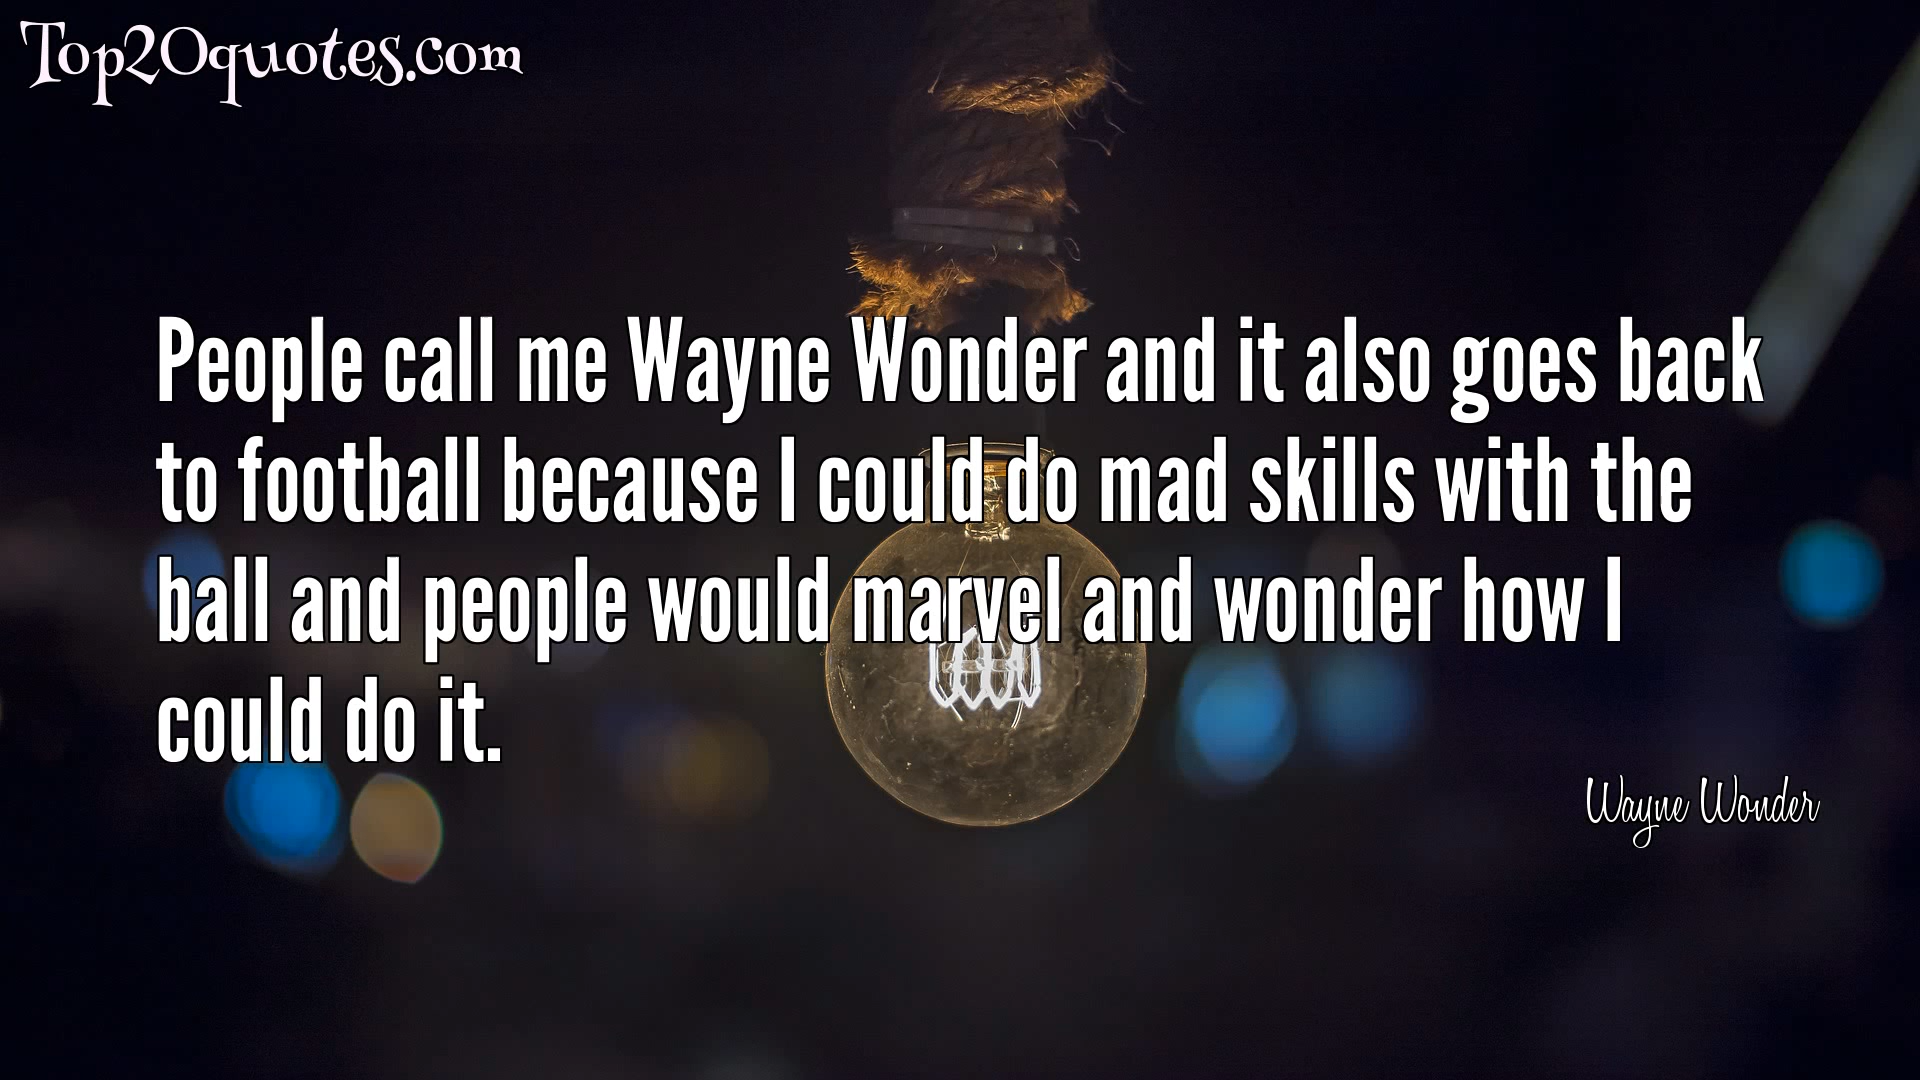 Top20quotes.com
People call me Wayne Wonder and it also goes back
to football because I could do mad skills with the
ball and people would marvel and wonder how I
could do it.
Wayne Wonder